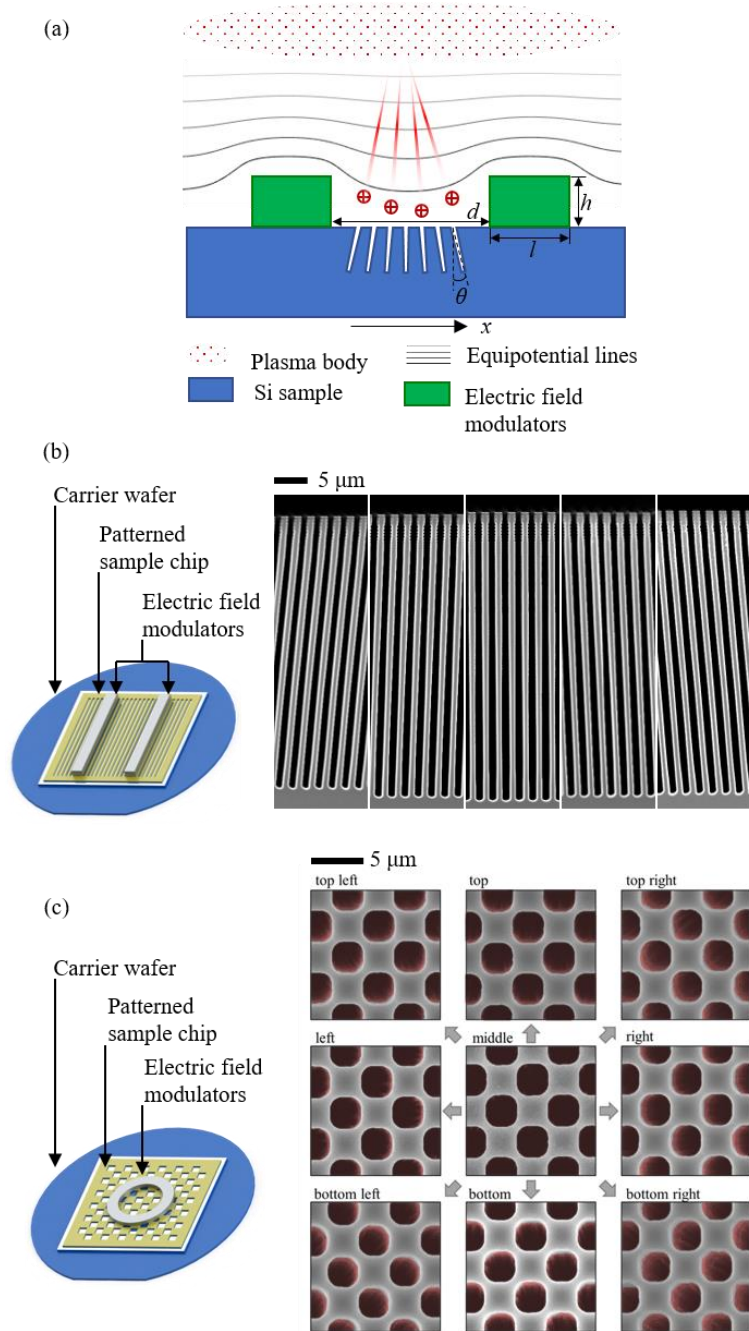 (a)
d
h
l
θ
x
Plasma body
Equipotential lines
Si sample
Electric field
modulators
(b)
5 μm
Carrier wafer
Patterned
sample chip
Electric field
modulators
(c)
5 μm
Carrier wafer
Patterned
sample chip
Electric field
modulators
top left
top
top right
left
middle
right
bottom left
bottom
bottom right